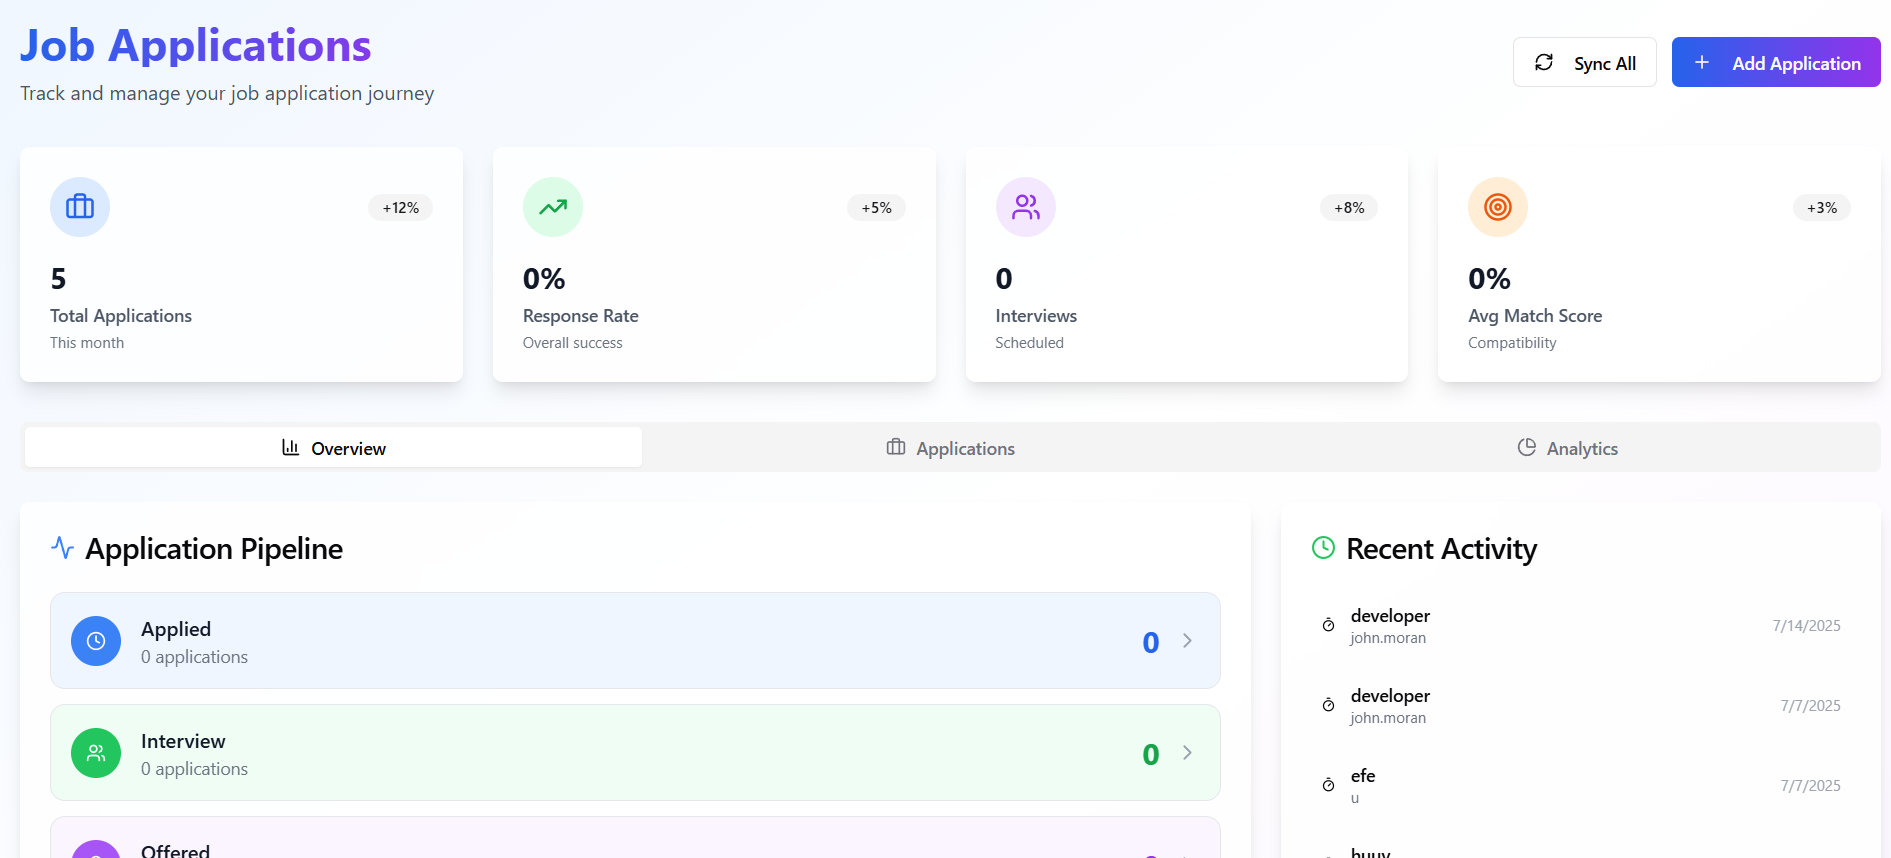 Job Applications
Track and manage your job application journey
Sync All
Add Application
+12%
5
Total Applications
This month
+5%
0%
Response Rate
Overall success
+8%
0
Interviews
Scheduled
+3%
0%
Avg Match Score
Compatibility
Overview
Applications
Analytics
Application Pipeline
Applied
0 applications
0
Interview
0 applications
0
Offered
Recent Activity
developer
john.moran
7/14/2025
developer
john.moran
7/7/2025
efe
u
7/7/2025